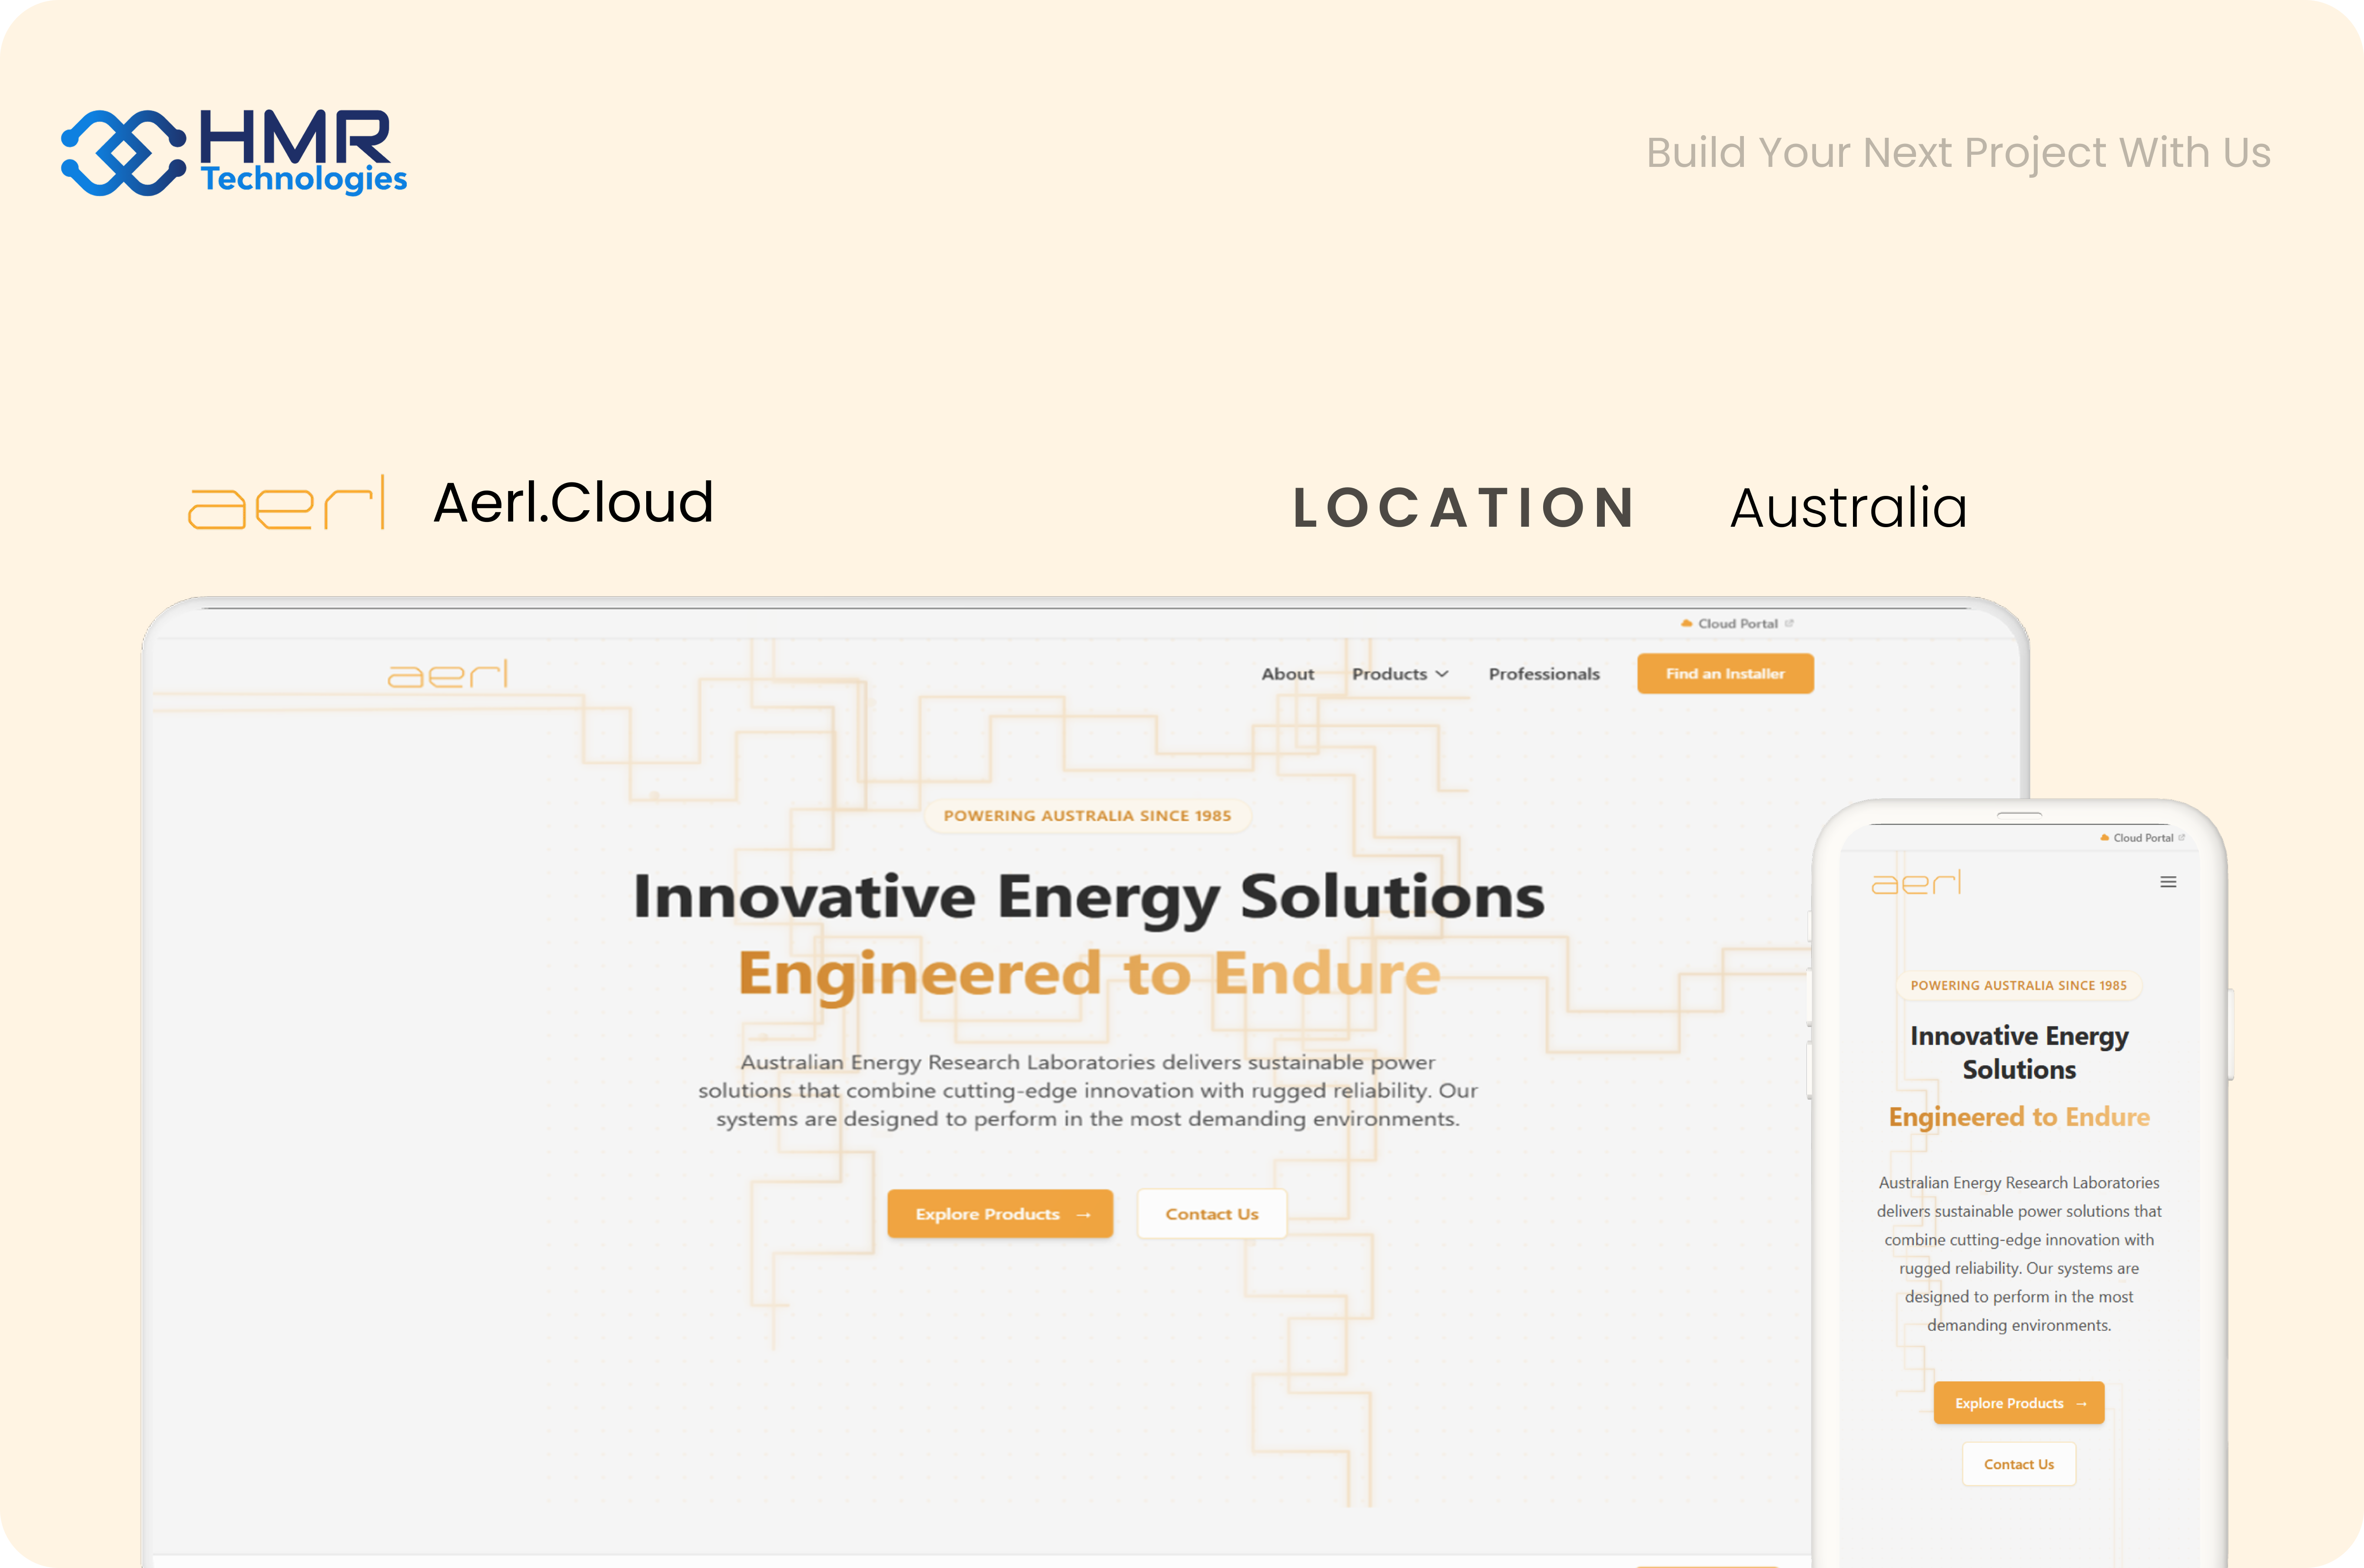 HMR
Technologies
Build Your Next Project With Us
aerl
Aerl.Cloud
LOCATION
Australia
Cloud Portal
aerl
About
Products
Professionals
Find an Installer
POWERING AUSTRALIA SINCE 1985
Innovative Energy Solutions
Engineered to Endure
Australian Energy Research Laboratories delivers sustainable power
solutions that combine cutting-edge innovation with rugged reliability. Our
systems are designed to perform in the most demanding environments.
Explore Products →
Contact Us
Cloud Portal
aerl
POWERING AUSTRALIA SINCE 1985
Innovative Energy
Solutions
Engineered to Endure
Australian Energy Research Laboratories
delivers sustainable power solutions that
combine cutting-edge innovation with
rugged reliability. Our systems are
designed to perform in the most
demanding environments.
Explore Products →
Contact Us